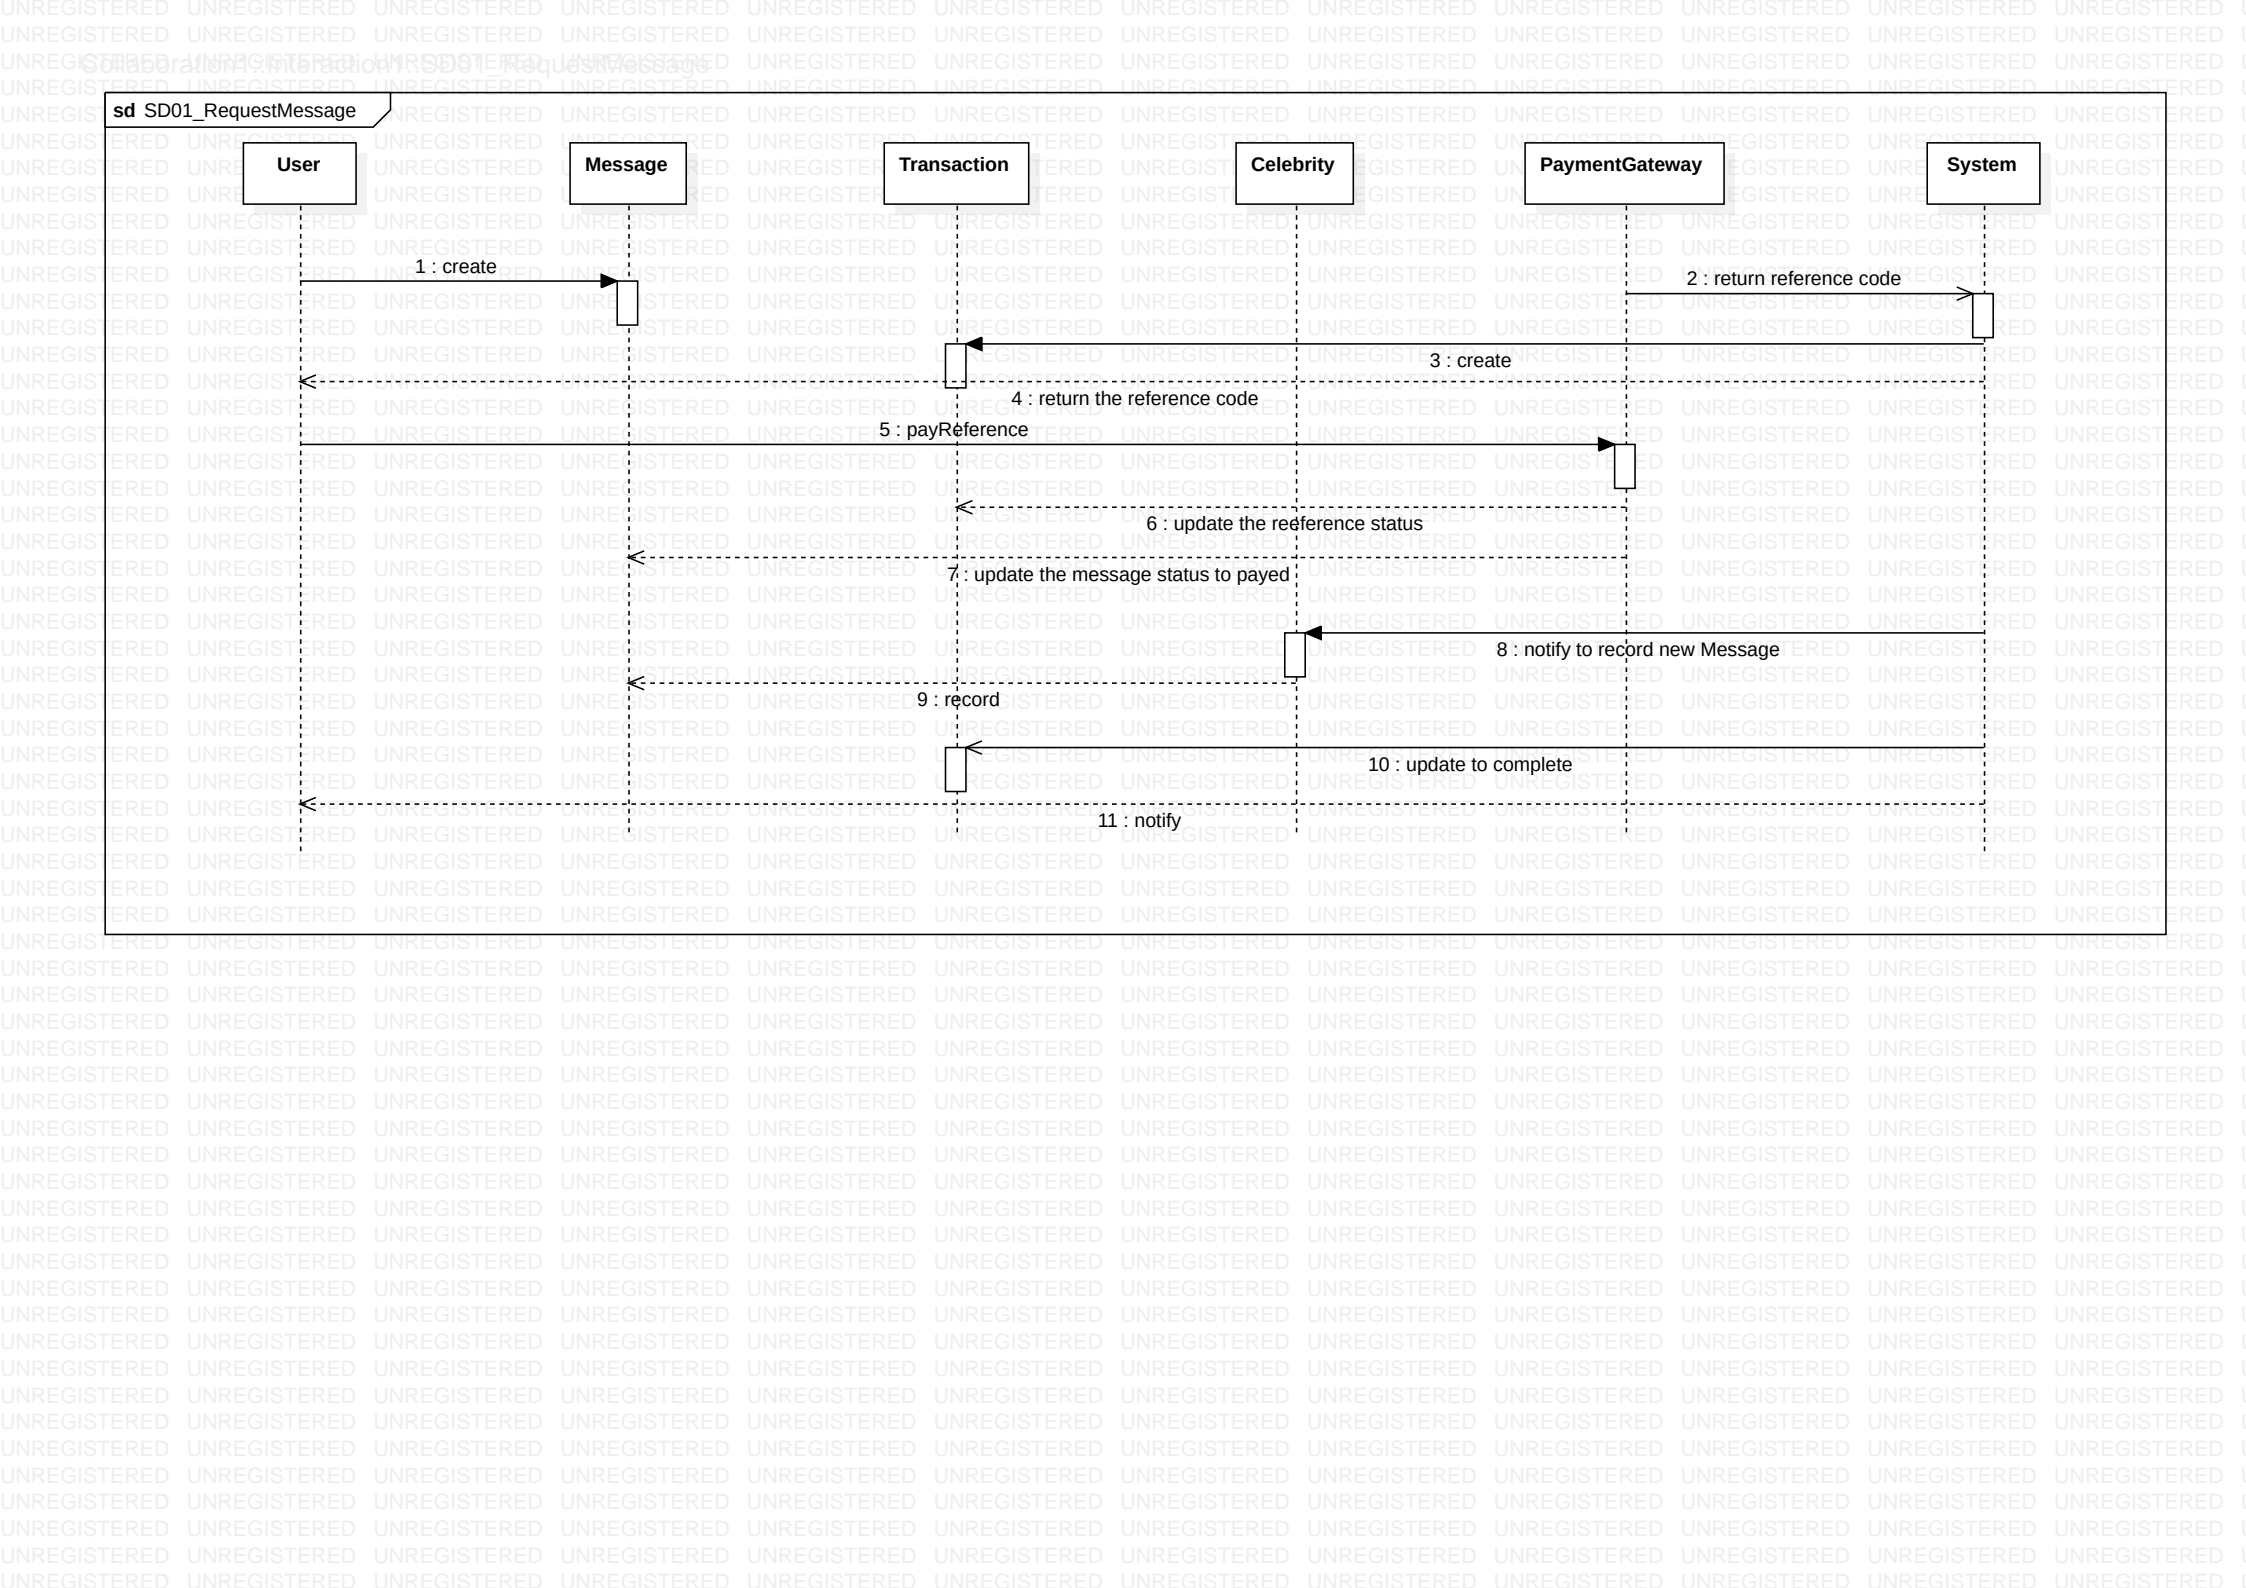 Collaboration1::Interaction1::SD01_RequestMessage
sd SD01_RequestMessage
User
Message
Transaction
Celebrity
PaymentGateway
System
1 : create
2 : return reference code
3 : create
4 : return the reference code
5 : payReference
6 : update the reeference status
7 : update the message status to payed
8 : notify to record new Message
9 : record
10 : update to complete
11 : notify
UNREGISTERED